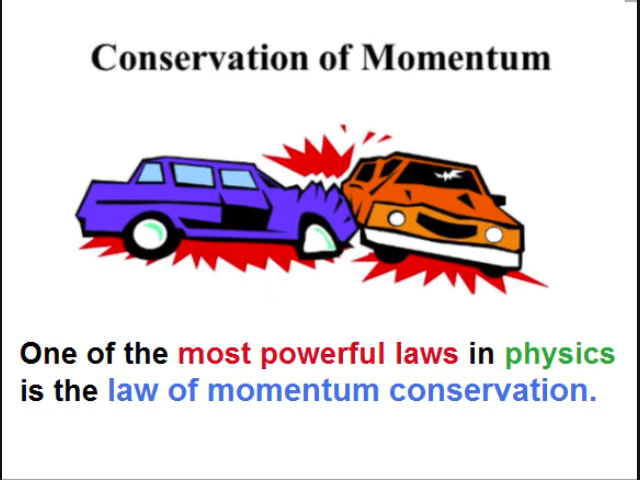 Conservation of Momentum
One of the most powerful laws in physics
is the law of momentum conservation.